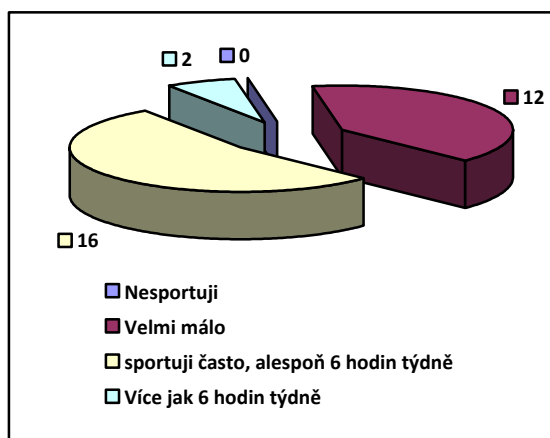 2
0
12
16
Nesportuji
Velmi málo
sportuji často, alespoň 6 hodin týdně
Více jak 6 hodin týdně